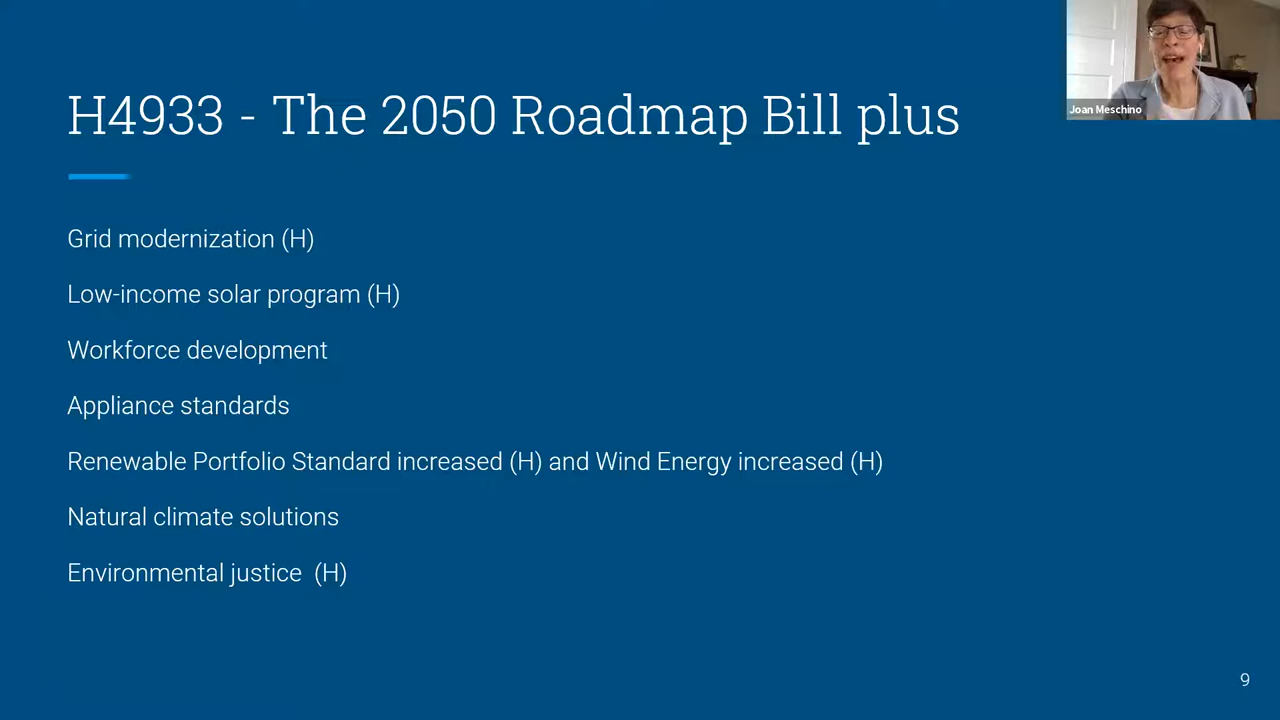 H4933 - The 2050 Roadmap Bill plus
Joan Meschino
Grid modernization (H)
Low-income solar program (H)
Workforce development
Appliance standards
Renewable Portfolio Standard increased (H) and Wind Energy increased (H)
Natural climate solutions
Environmental justice  (H)
9